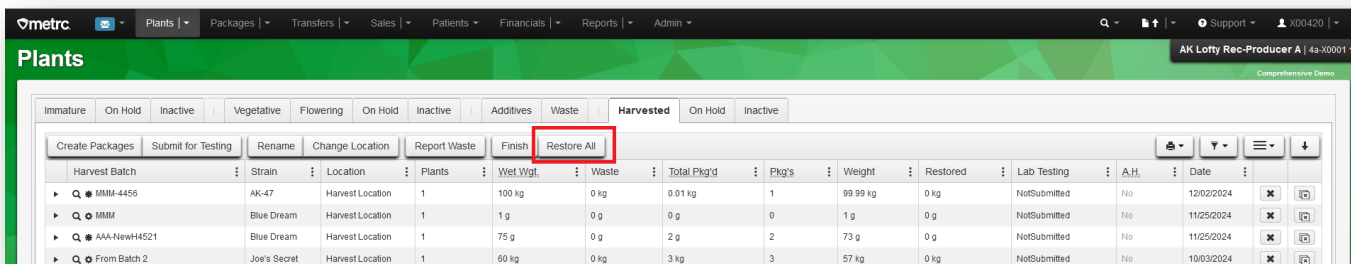 metrc. Plants Packages Transfers Sales Patients Financials Reports Admin Support X00420
Plants
AK Lofty Rec-Producer A | 4a-X0001
Comprehensive Demo
Immature On Hold Inactive Vegetative Flowering On Hold Inactive Additives Waste Harvested On Hold Inactive
Create Packages Submit for Testing Rename Change Location Report Waste Finish Restore All
Harvest Batch Strain Location Plants Wet Wgt. Waste Total Pkg'd Pkg's Weight Restored Lab Testing A.H. Date
MMM-4456 AK-47 Harvest Location 1 100 kg 0 kg 0.01 kg 1 99.99 kg 0 kg NotSubmitted No 12/02/2024
MMM Blue Dream Harvest Location 1 1 g 0 g 0 g 0 1 g 0 g NotSubmitted No 11/25/2024
AAA-NewH4521 Blue Dream Harvest Location 1 75 g 0 g 2 g 2 73 g 0 g NotSubmitted No 11/25/2024
From Batch 2 Joe's Secret Harvest Location 1 60 kg 0 kg 3 kg 3 57 kg 0 kg NotSubmitted No 10/03/2024